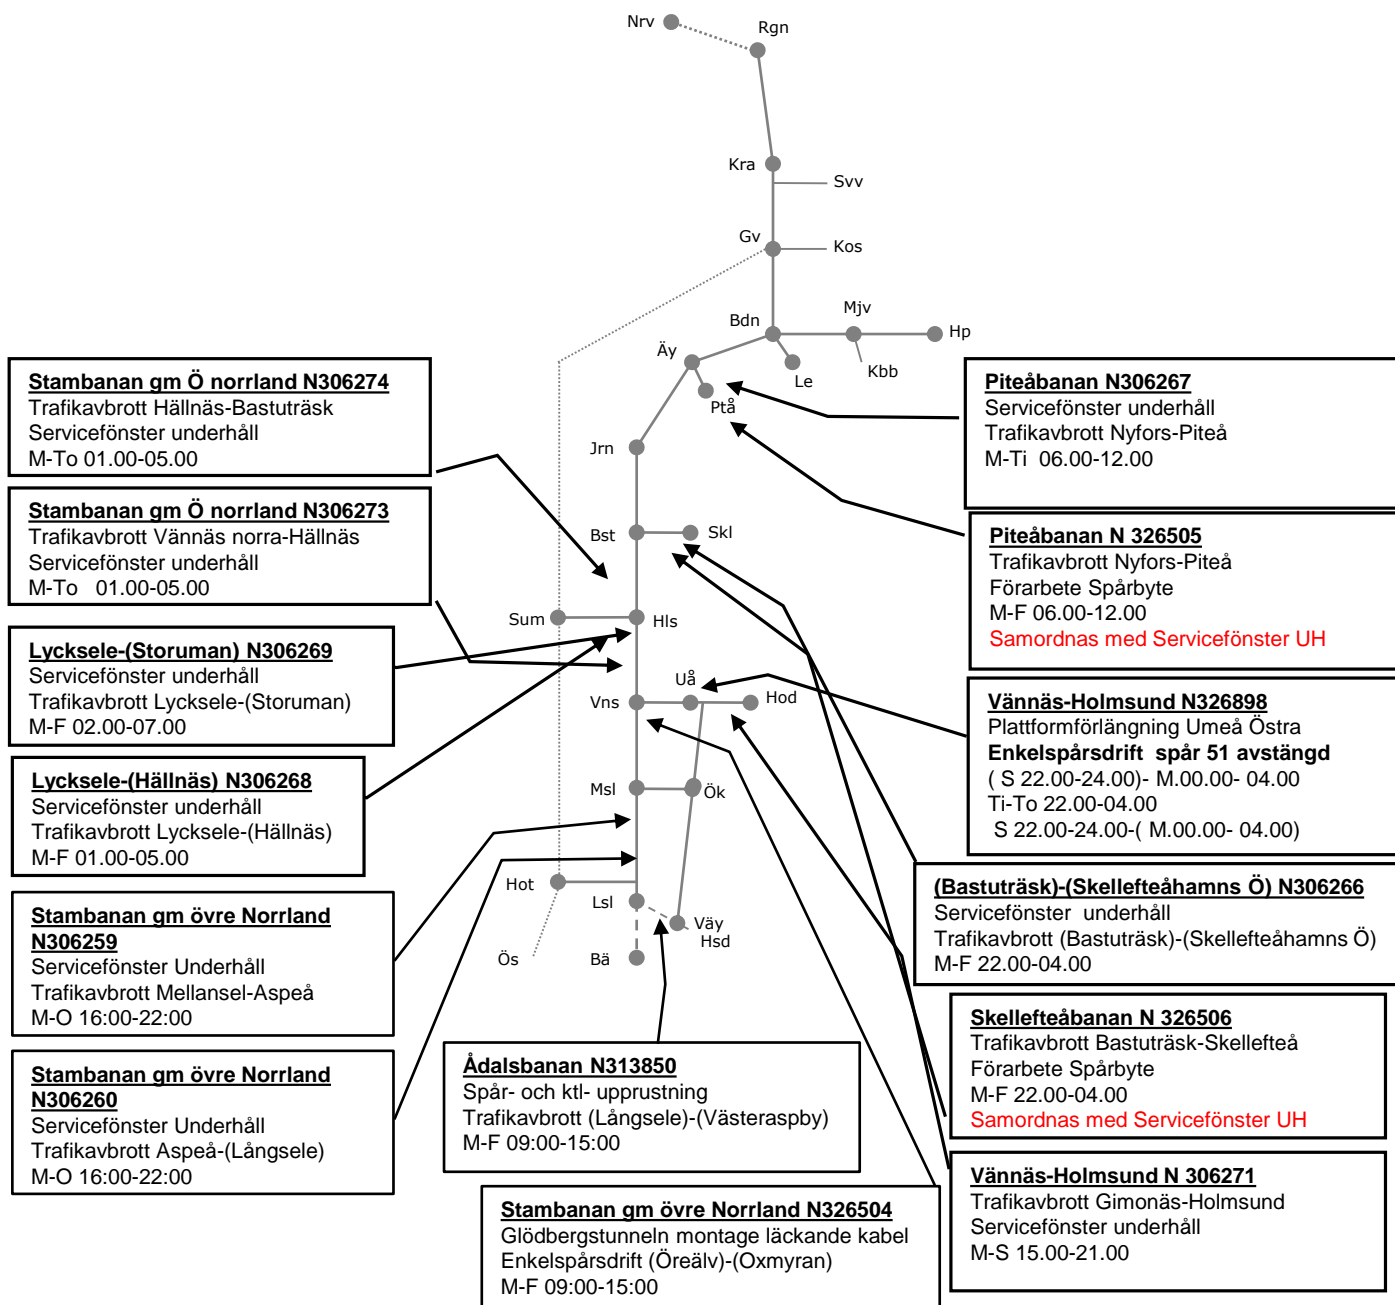 Nrv
Rgn
Kra
Svv
Gv
Kos
Bdn
Mjv
Hp
Äy
Le
Kbb
Ptå
Jrn
Bst
Skl
Sum
Hls
Uå
Vns
Hod
Msl
Ök
Hot
Lsl
Väy
Hsd
Ös
Bä
Stambanan gm Ö norrland N306274
Trafikavbrott Hällnäs-Bastuträsk
Servicefönster underhåll
M-To 01.00-05.00
Stambanan gm Ö norrland N306273
Trafikavbrott Vännäs norra-Hällnäs
Servicefönster underhåll
M-To 01.00-05.00
Lycksele-(Storuman) N306269
Servicefönster underhåll
Trafikavbrott Lycksele-(Storuman)
M-F 02.00-07.00
Lycksele-(Hällnäs) N306268
Servicefönster underhåll
Trafikavbrott Lycksele-(Hällnäs)
M-F 01.00-05.00
Stambanan gm övre Norrland
N306259
Servicefönster Underhåll
Trafikavbrott Mellansel-Aspeå
M-O 16:00-22:00
Stambanan gm övre Norrland
N306260
Servicefönster Underhåll
Trafikavbrott Aspeå-(Långsele)
M-O 16:00-22:00
Ådalsbanan N313850
Spår- och ktl- upprustning
Trafikavbrott (Långsele)-(Västeraspby)
M-F 09:00-15:00
Stambanan gm övre Norrland N326504
Glödbergstunneln montage läckande kabel
Enkelspårsdrift (Öreälv)-(Oxmyran)
M-F 09:00-15:00
Piteåbanan N306267
Servicefönster underhåll
Trafikavbrott Nyfors-Piteå
M-Ti 06.00-12.00
Piteåbanan N 326505
Trafikavbrott Nyfors-Piteå
Förarbete Spårbyte
M-F 06.00-12.00
Samordnas med Servicefönster UH
Vännäs-Holmsund N326898
Plattformförlängning Umeå Östra
Enkelspårsdrift spår 51 avstängd
( S 22.00-24.00)- M.00.00- 04.00
Ti-To 22.00-04.00
S 22.00-24.00-( M.00.00- 04.00)
(Bastuträsk)-(Skellefteåhamns Ö) N306266
Servicefönster underhåll
Trafikavbrott (Bastuträsk)-(Skellefteåhamns Ö)
M-F 22.00-04.00
Skellefteåbanan N 326506
Trafikavbrott Bastuträsk-Skellefteå
Förarbete Spårbyte
M-F 22.00-04.00
Samordnas med Servicefönster UH
Vännäs-Holmsund N 306271
Trafikavbrott Gimonäs-Holmsund
Servicefönster underhåll
M-S 15.00-21.00